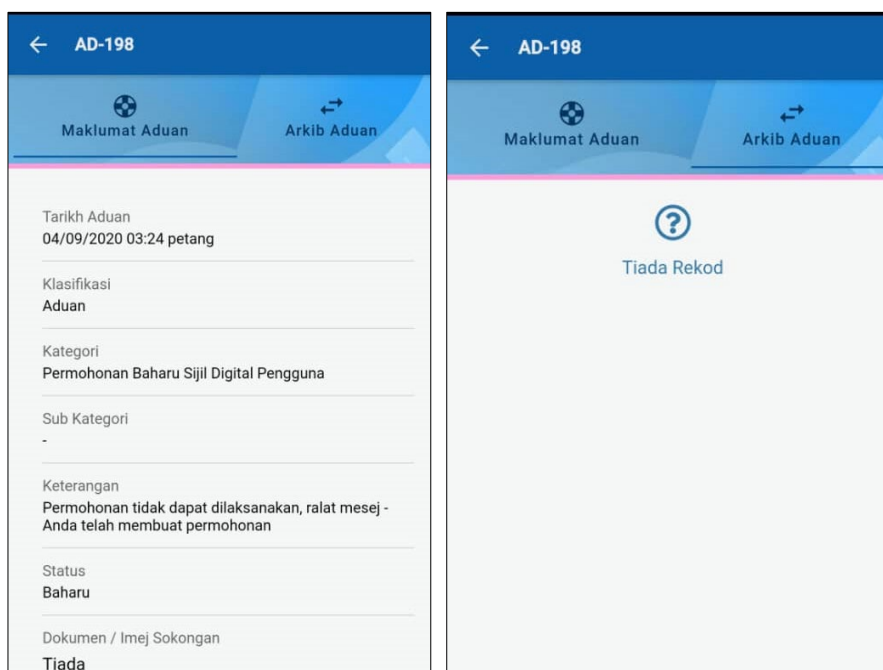 AD-198
Maklumat Aduan
Arkib Aduan
Tarikh Aduan
04/09/2020 03:24 petang
Klasifikasi
Aduan
Kategori
Permohonan Baharu Sijil Digital Pengguna
Sub Kategori
-
Keterangan
Permohonan tidak dapat dilaksanakan, ralat mesej -
Anda telah membuat permohonan
Status
Baharu
Dokumen / Imej Sokongan
Tiada
AD-198
Maklumat Aduan
Arkib Aduan
Tiada Rekod